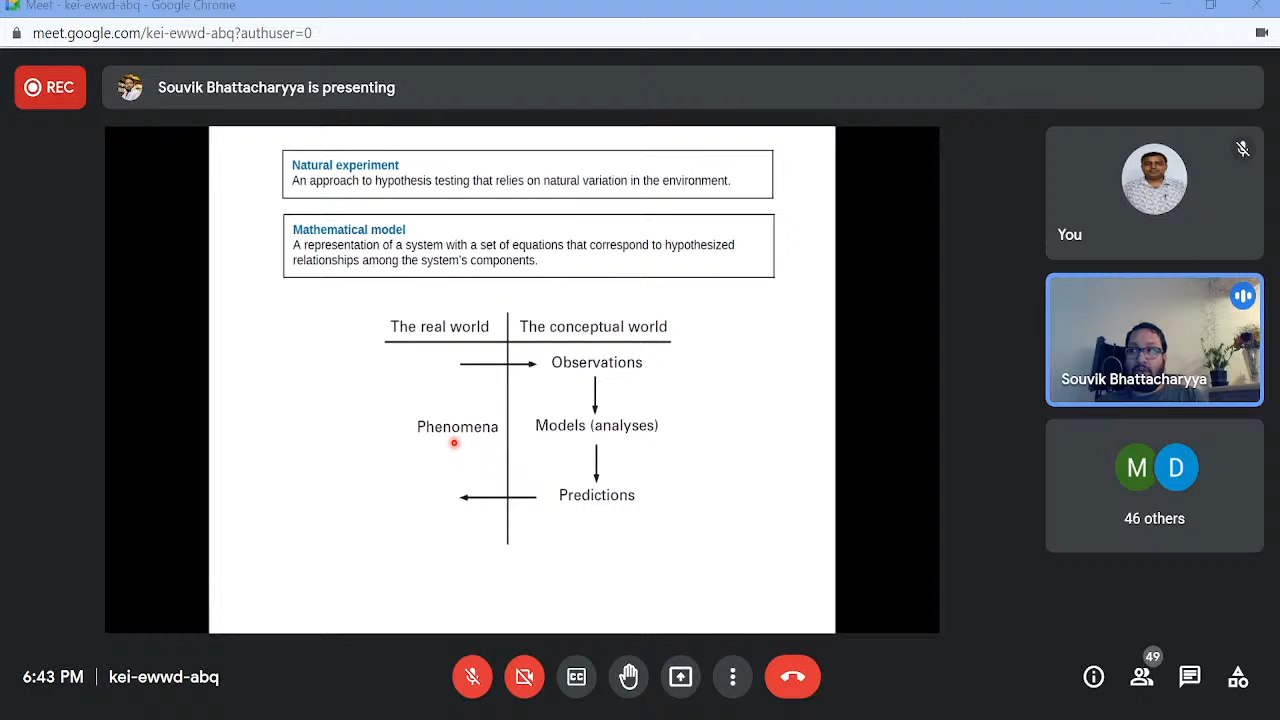 Meet - kei-ewwd-abq - Google Chrome
meet.google.com/kei-ewwd-abq?authuser=0
REC
Souvik Bhattacharyya is presenting
Natural experiment
An approach to hypothesis testing that relies on natural variation in the environment.
Mathematical model
A representation of a system with a set of equations that correspond to hypothesized
relationships among the system's components.
The real world
The conceptual world
Observations
Phenomena
Models (analyses)
Predictions
You
Souvik Bhattacharyya
M
D
46 others
6:43 PM
kei-ewwd-abq
CC
49